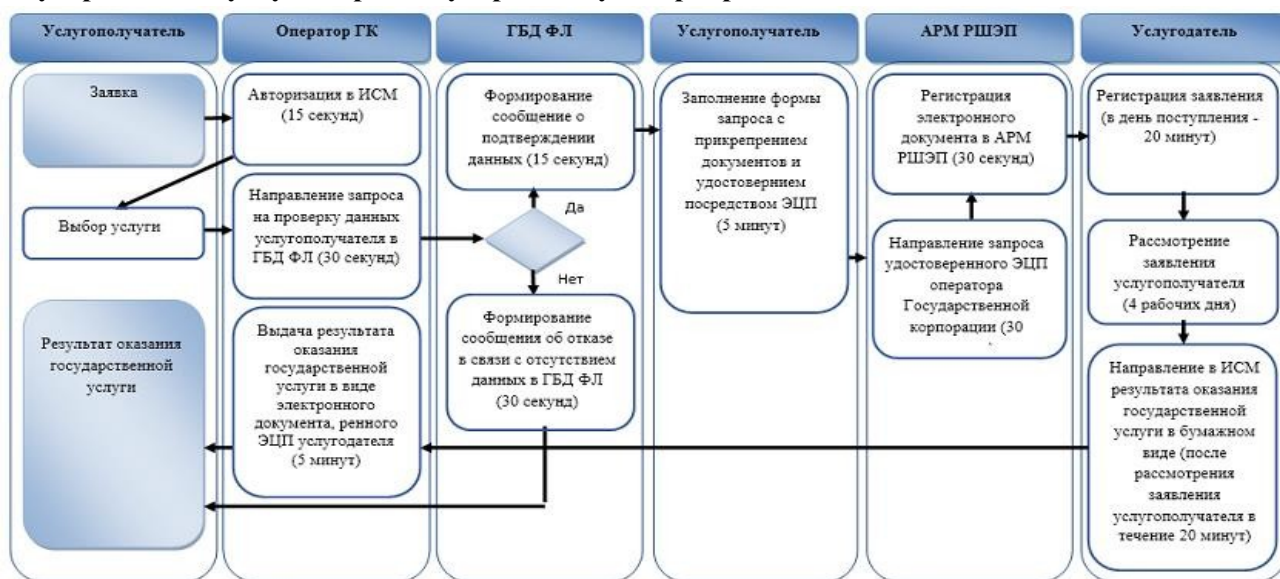 Услугополучатель
Оператор ГК
ГБД ФЛ
Услугополучатель
АРМ РШЭП
Услугодатель
Заявка
Выбор услуги
Результат оказания
государственной
услуги
Авторизация в ИСМ
(15 секунд)
Направление запроса
на проверку данных
услугополучателя в
ГБД ФЛ (30 секунд)
Выдача результата
оказания
государственной
услуги в виде
электронного
документа, ренного
ЭЦП услугодателя
(5 минут)
Формирование
сообщение о
подтверждении
данных (15 секунд)
Да
Нет
Формирование
сообщения об отказе
в связи с отсутствием
данных в ГБД ФЛ
(30 секунд)
Заполнение формы
запроса с
прикрепрением
документов и
удостовернием
посредством ЭЦП
(5 минут)
Регистрация
электронного
документа в АРМ
РШЭП (30 секунд)
Направление запроса
удостоверенного ЭЦП
оператора
Государственной
корпорации (30
Регистрация заявления
(в день поступления -
20 минут)
Рассмотрение
заявления
услугополучателя
(4 рабочих дня)
Направление в ИСМ
результата оказания
государственной
услуги в бумажном
виде (после
рассмотрения
заявления
услугополучателя в
течение 20 минут)